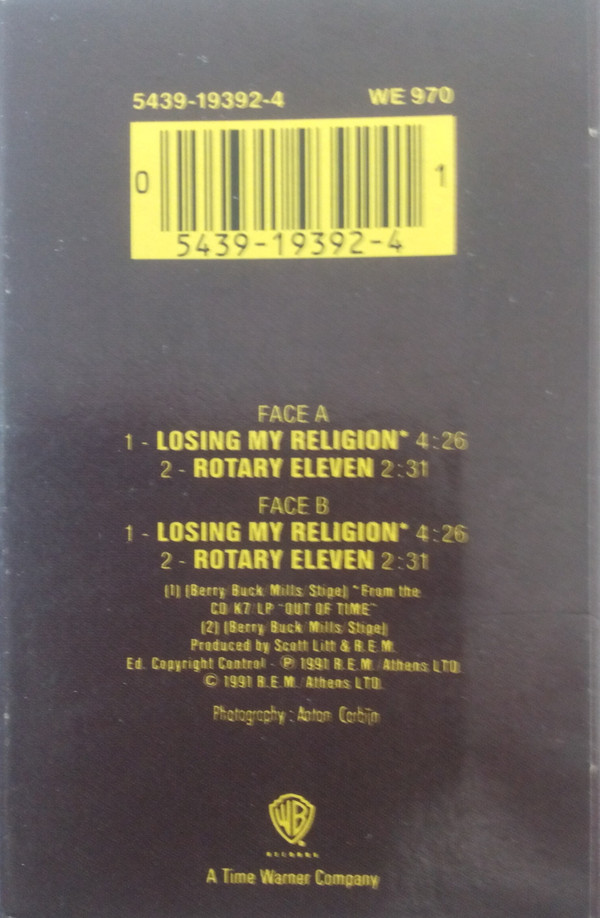 5439-19392-4 WE 970
0 1
5439-19392-4
FACE A
1 - LOSING MY RELIGION* 4:26
2 - ROTARY ELEVEN 2:31
FACE B
1 - LOSING MY RELIGION* 4:26
2 - ROTARY ELEVEN 2:31
(1) (Berry/Buck/Mills/Stipe) *From the
CD/K7/LP "OUT OF TIME"
(2) (Berry/Buck/Mills/Stipe)
Produced by Scott Litt & R.E.M.
Ed. Copyright Control - ℗ 1991 R.E.M./Athens LTD.
© 1991 R.E.M./Athens LTD.
Photography : Anton Corbijn
WB
RECORDS
A Time Warner Company